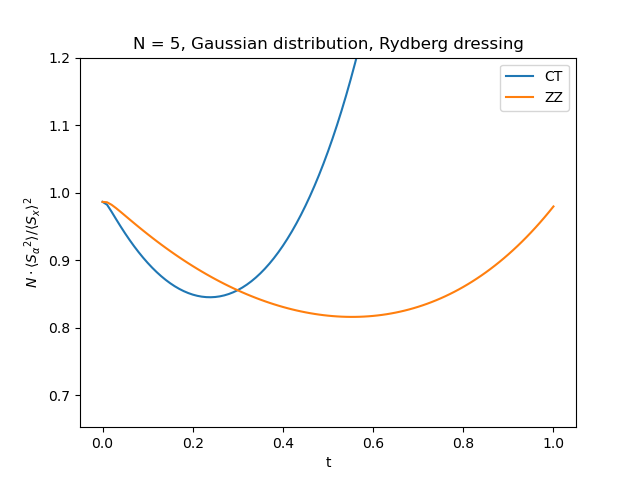 N = 5, Gaussian distribution, Rydberg dressing
CT
ZZ
N · ⟨S_α²⟩/⟨S_x⟩²
1.2
1.1
1.0
0.9
0.8
0.7
0.0 0.2 0.4 0.6 0.8 1.0
t